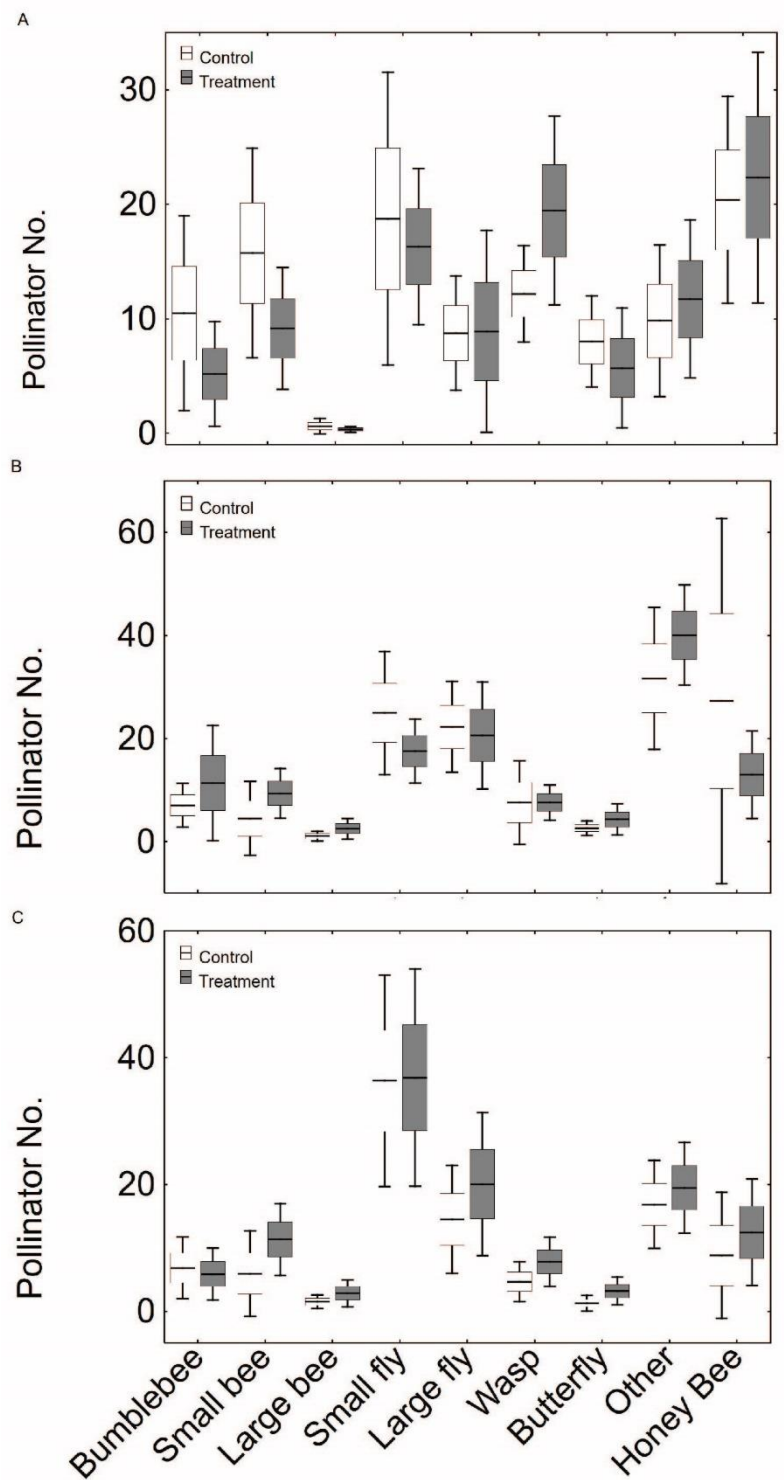 A
Control
Treatment
Pollinator No.
30
20
10
0
B
Control
Treatment
Pollinator No.
60
40
20
0
C
Control
Treatment
Pollinator No.
60
40
20
0
Bumblebee
Small bee
Large bee
Small fly
Large fly
Wasp
Butterfly
Other
Honey Bee